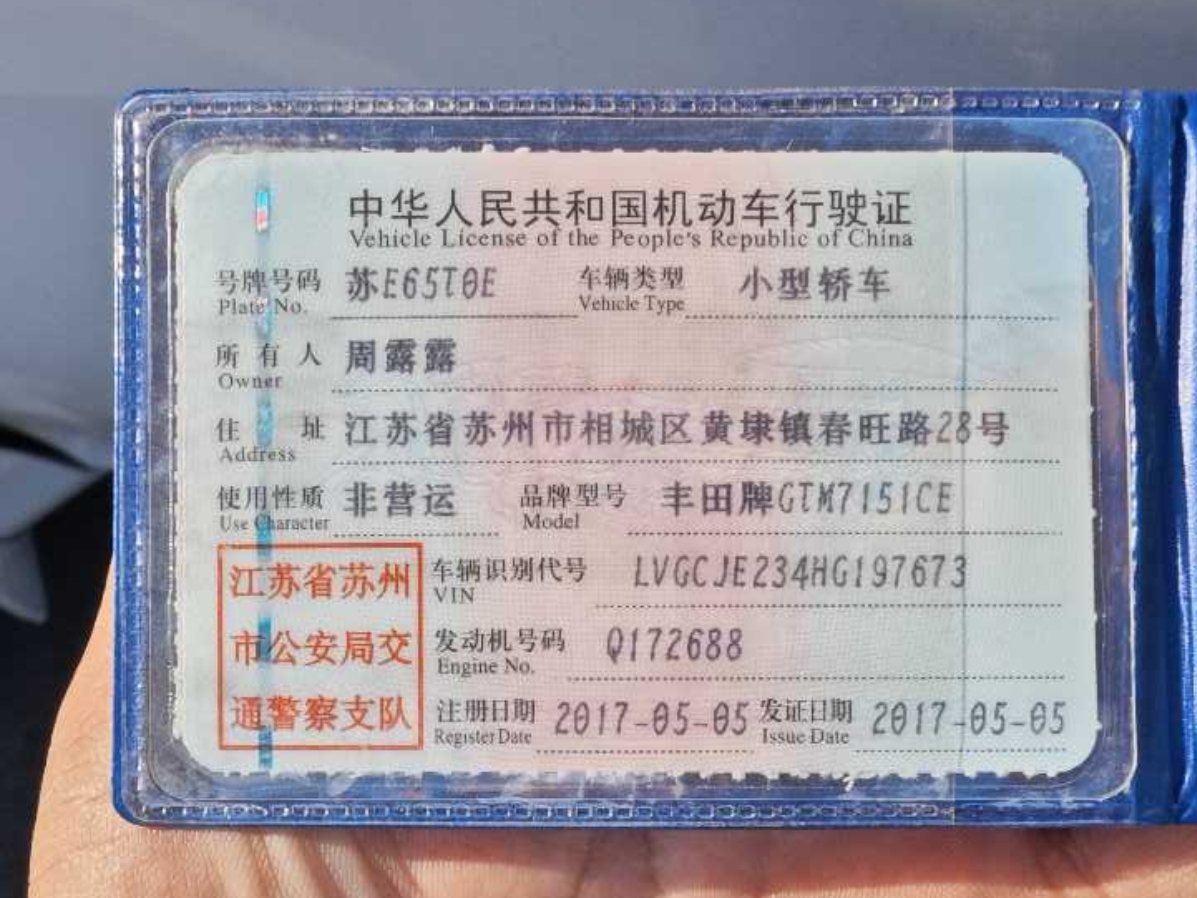 中华人民共和国机动车行驶证
Vehicle License of the People's Republic of China
号牌号码 苏E65T0E 车辆类型 小型轿车
Plate No. Vehicle Type
所有人 周露露
Owner
住址 江苏省苏州市相城区黄埭镇春旺路28号
Address
使用性质 非营运 品牌型号 丰田牌GTM7151CE
Use Character Model
江苏省苏州
市公安局交
通警察支队
车辆识别代号 LVGCJE234HG197673
VIN
发动机号码 Q172688
Engine No.
注册日期 2017-05-05 发证日期 2017-05-05
Register Date Issue Date